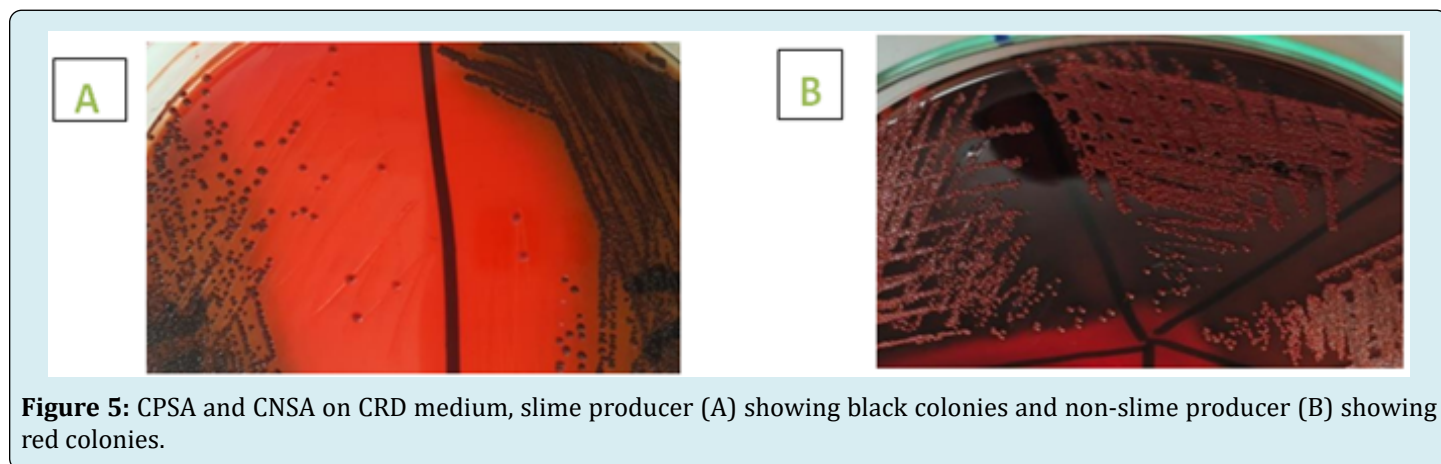 A
B
Figure 5: CPSA and CNSA on CRD medium, slime producer (A) showing black colonies and non-slime producer (B) showing
red colonies.